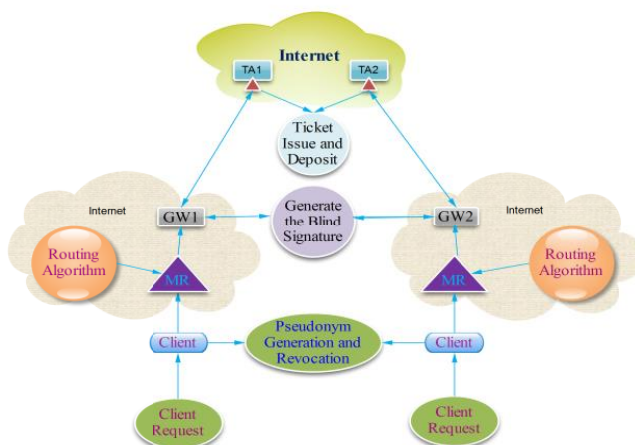 Internet
TA1
TA2
Ticket
Issue and
Deposit
Internet
GW1
Generate
the Blind
Signature
GW2
Internet
Routing
Algorithm
MR
MR
Routing
Algorithm
Client
Pseudonym
Generation and
Revocation
Client
Client
Request
Client
Request